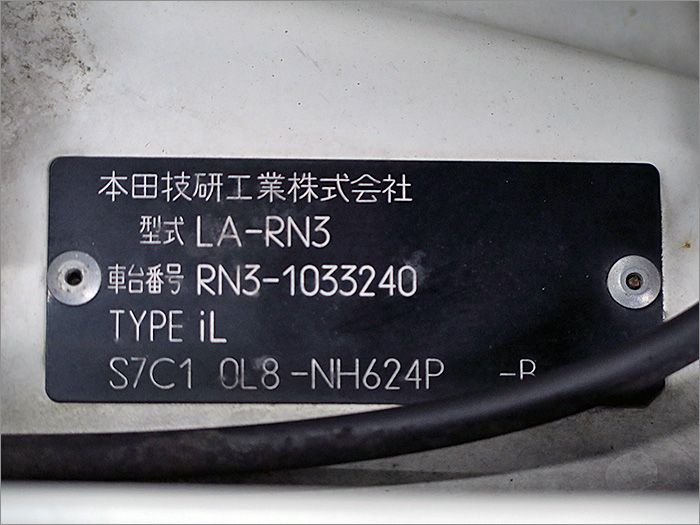 本田技研工業株式会社
型式 LA-RN3
車台番号 RN3-1033240
TYPE iL
S7C1 0L8-NH624P -B